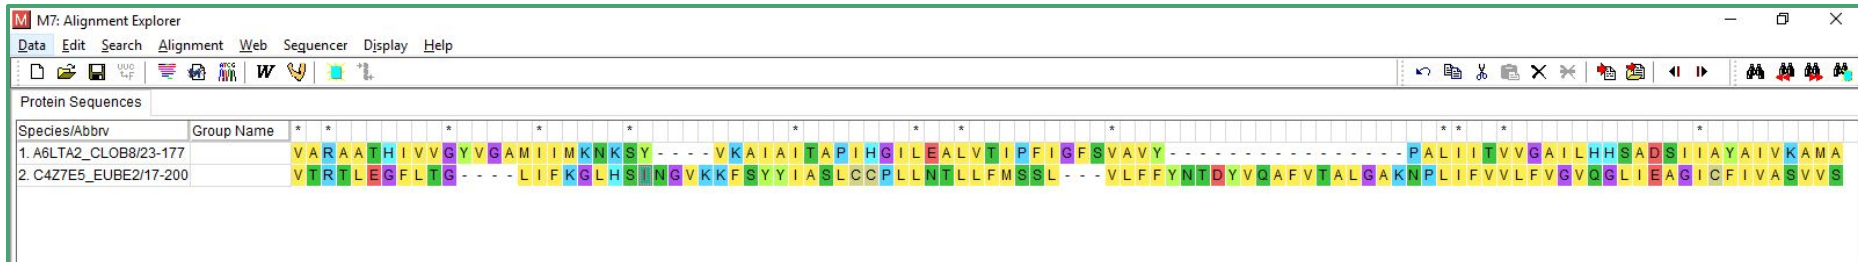 M M7: Alignment Explorer
Data Edit Search Alignment Web Sequencer Display Help
W
Protein Sequences
Species/Abbrv Group Name * * * * * * * * * * * * *
1. A6LTA2_CLOB8/23-177 VARAATHIVVGYVGAMIIMKNKSY----VKAIAITAPIHGILEALVTIPFIGFSVAVY----------------PALIITVVGAILHHSADSIIAYAIVKAMA
2. C4Z7E5_EUBE2/17-200 VTRTLEGFLTG----LIFKGLHSINGVKKFSYYIASLCCPLLNTLLFMSSL---VLFFYNTDYVQAFVTALGAKNPLIFVVLFVGVQGLIEAGICFIVASVVS